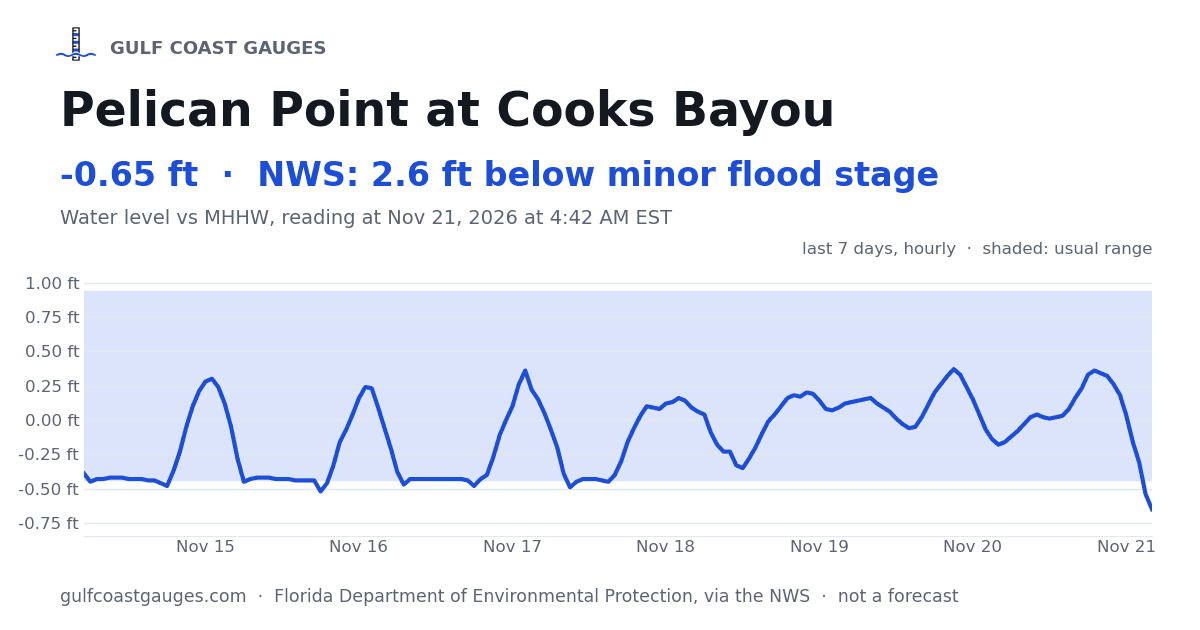 GULF COAST GAUGES
Pelican Point at Cooks Bayou
-0.65 ft · NWS: 2.6 ft below minor flood stage
Water level vs MHHW, reading at Nov 21, 2026 at 4:42 AM EST
last 7 days, hourly · shaded: usual range
1.00 ft
0.75 ft
0.50 ft
0.25 ft
0.00 ft
-0.25 ft
-0.50 ft
-0.75 ft
Nov 15 Nov 16 Nov 17 Nov 18 Nov 19 Nov 20 Nov 21
gulfcoastgauges.com · Florida Department of Environmental Protection, via the NWS · not a forecast